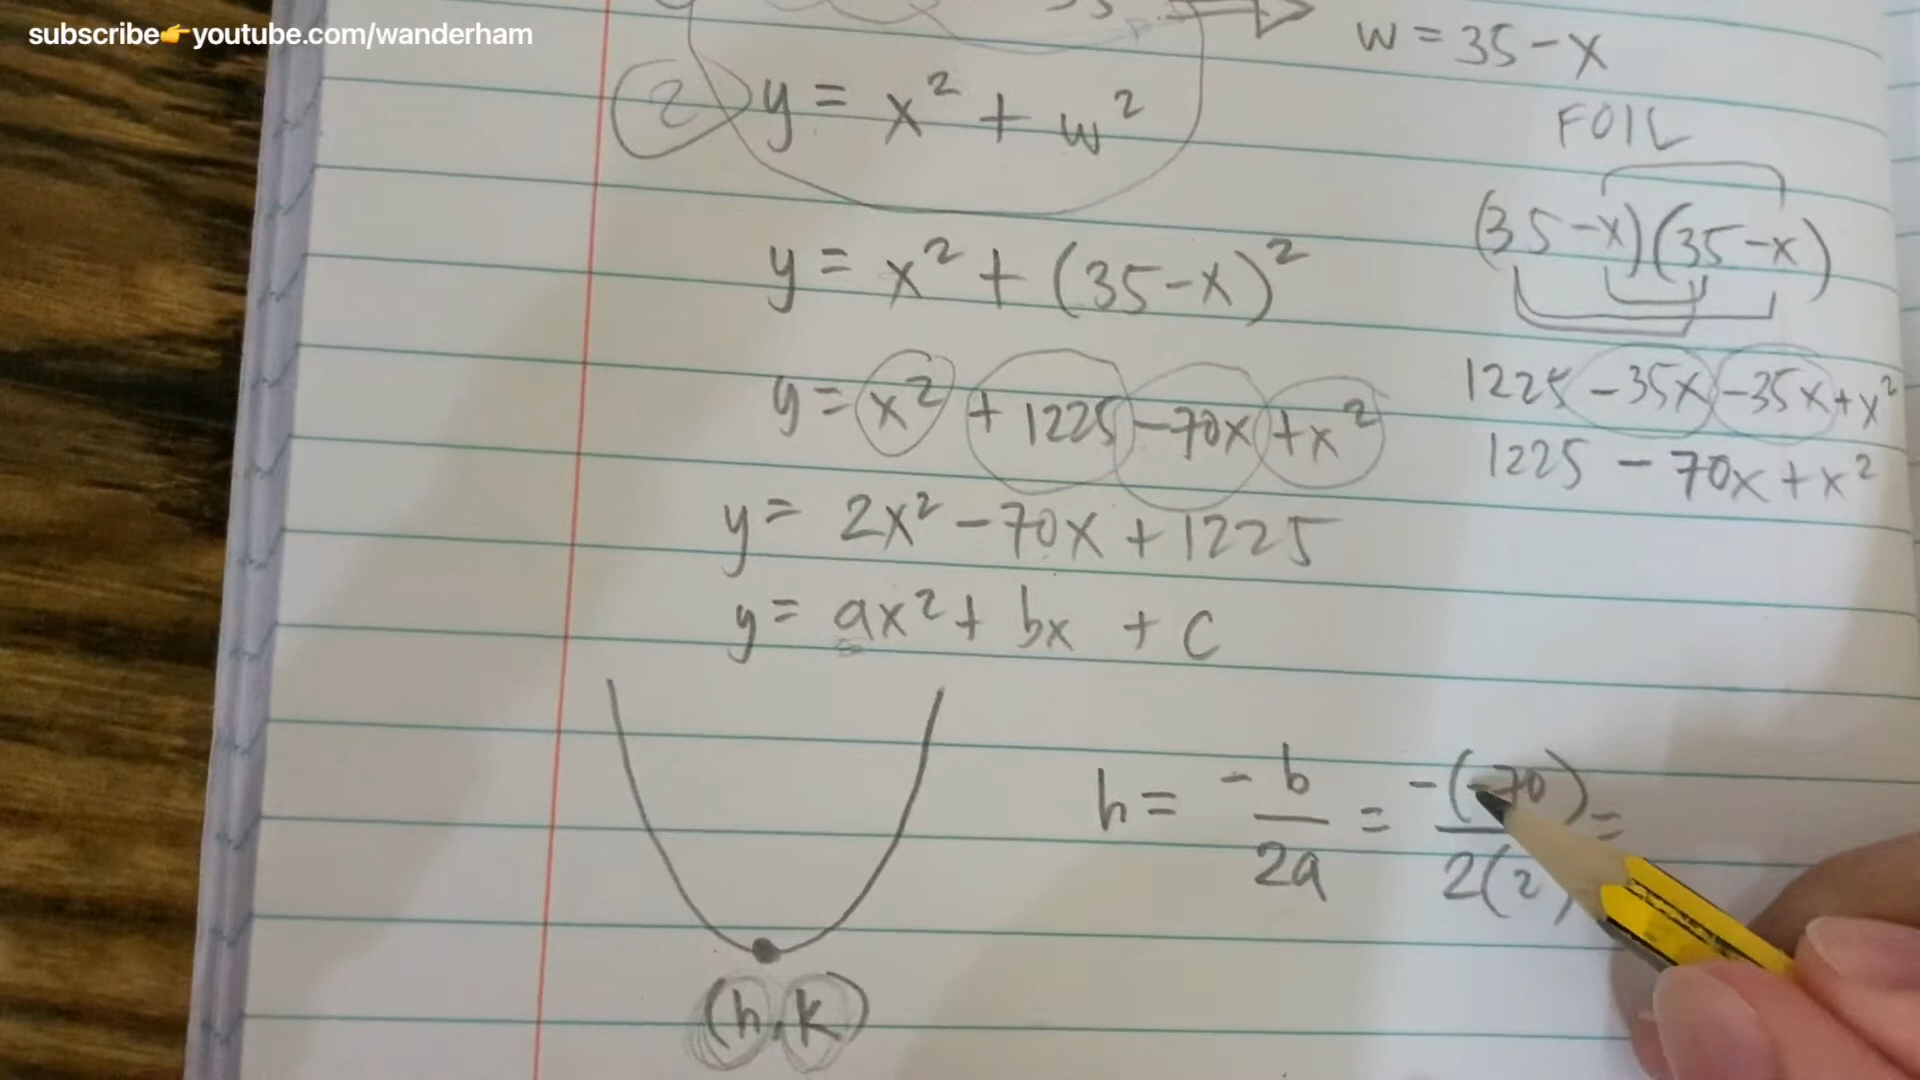 subscribe👉youtube.com/wanderham
w = 35 - x
② y = x² + w²
FOIL
(35-x)(35-x)
y = x² + (35-x)²
1225 - 35x - 35x + x²
y = x² + 1225 - 70x + x²
1225 - 70x + x²
y = 2x² - 70x + 1225
y = ax² + bx + c
h = -b/2a = -(-70)/2(2) =
(h, k)